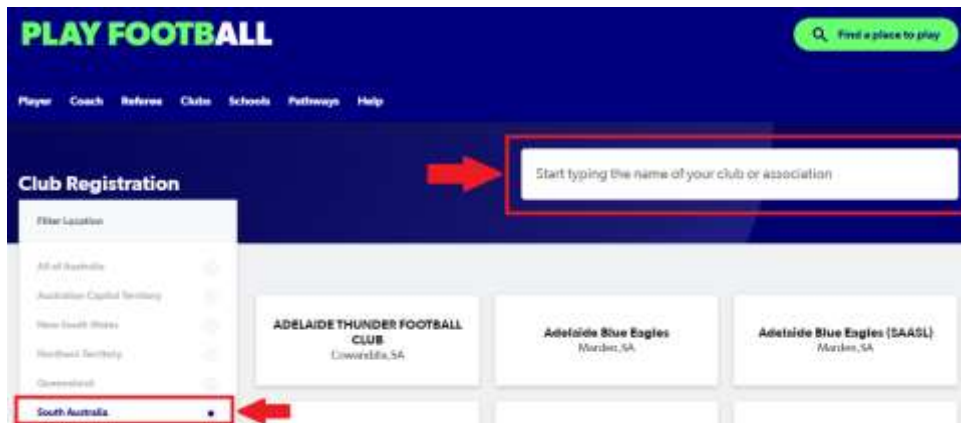 PLAY FOOTBALL
Find a place to play
Player Coach Referee Clubs Schools Pathways Help
Start typing the name of your club or association
Club Registration
Filter Location
All of Australia
Australian Capital Territory
New South Wales
Northern Territory
Queensland
South Australia
ADELAIDE THUNDER FOOTBALL
CLUB
Cowandilla, SA
Adelaide Blue Eagles
Marden, SA
Adelaide Blue Eagles (SAASL)
Marden, SA